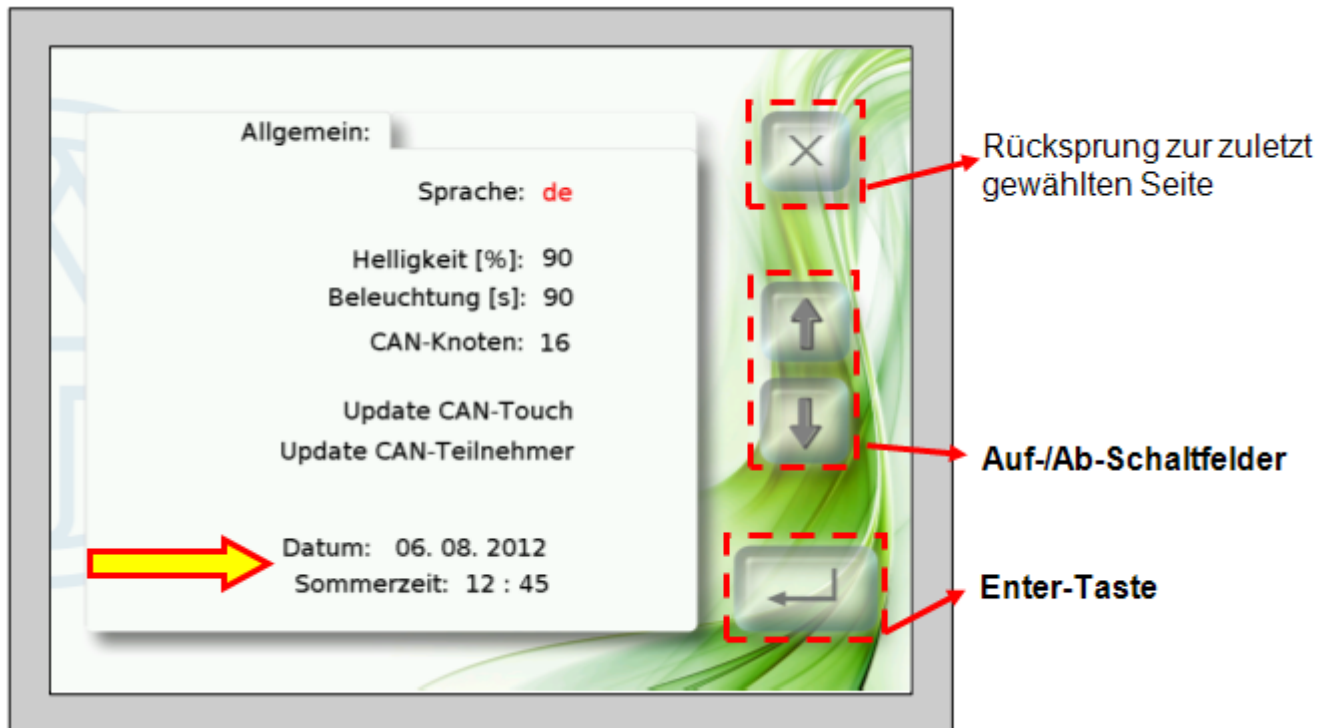 Allgemein:
Sprache: de
Helligkeit [%]: 90
Beleuchtung [s]: 90
CAN-Knoten: 16
Update CAN-Touch
Update CAN-Teilnehmer
Datum: 06. 08. 2012
Sommerzeit: 12 : 45
Rücksprung zur zuletzt
gewählten Seite
Auf-/Ab-Schaltfelder
Enter-Taste